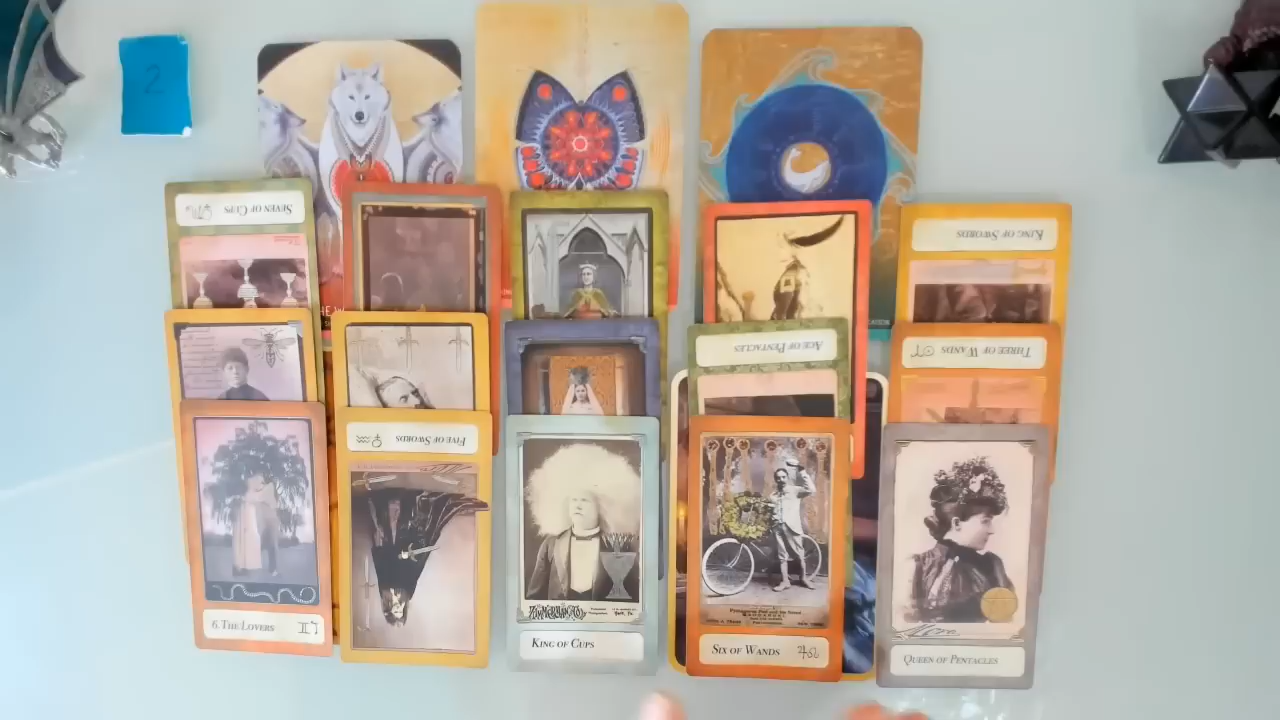 2
SEVEN OF CUPS
KING OF SWORDS
ACE OF PENTACLES
THREE OF WANDS
FIVE OF SWORDS
6. THE LOVERS
KING OF CUPS
SIX OF WANDS
QUEEN OF PENTACLES